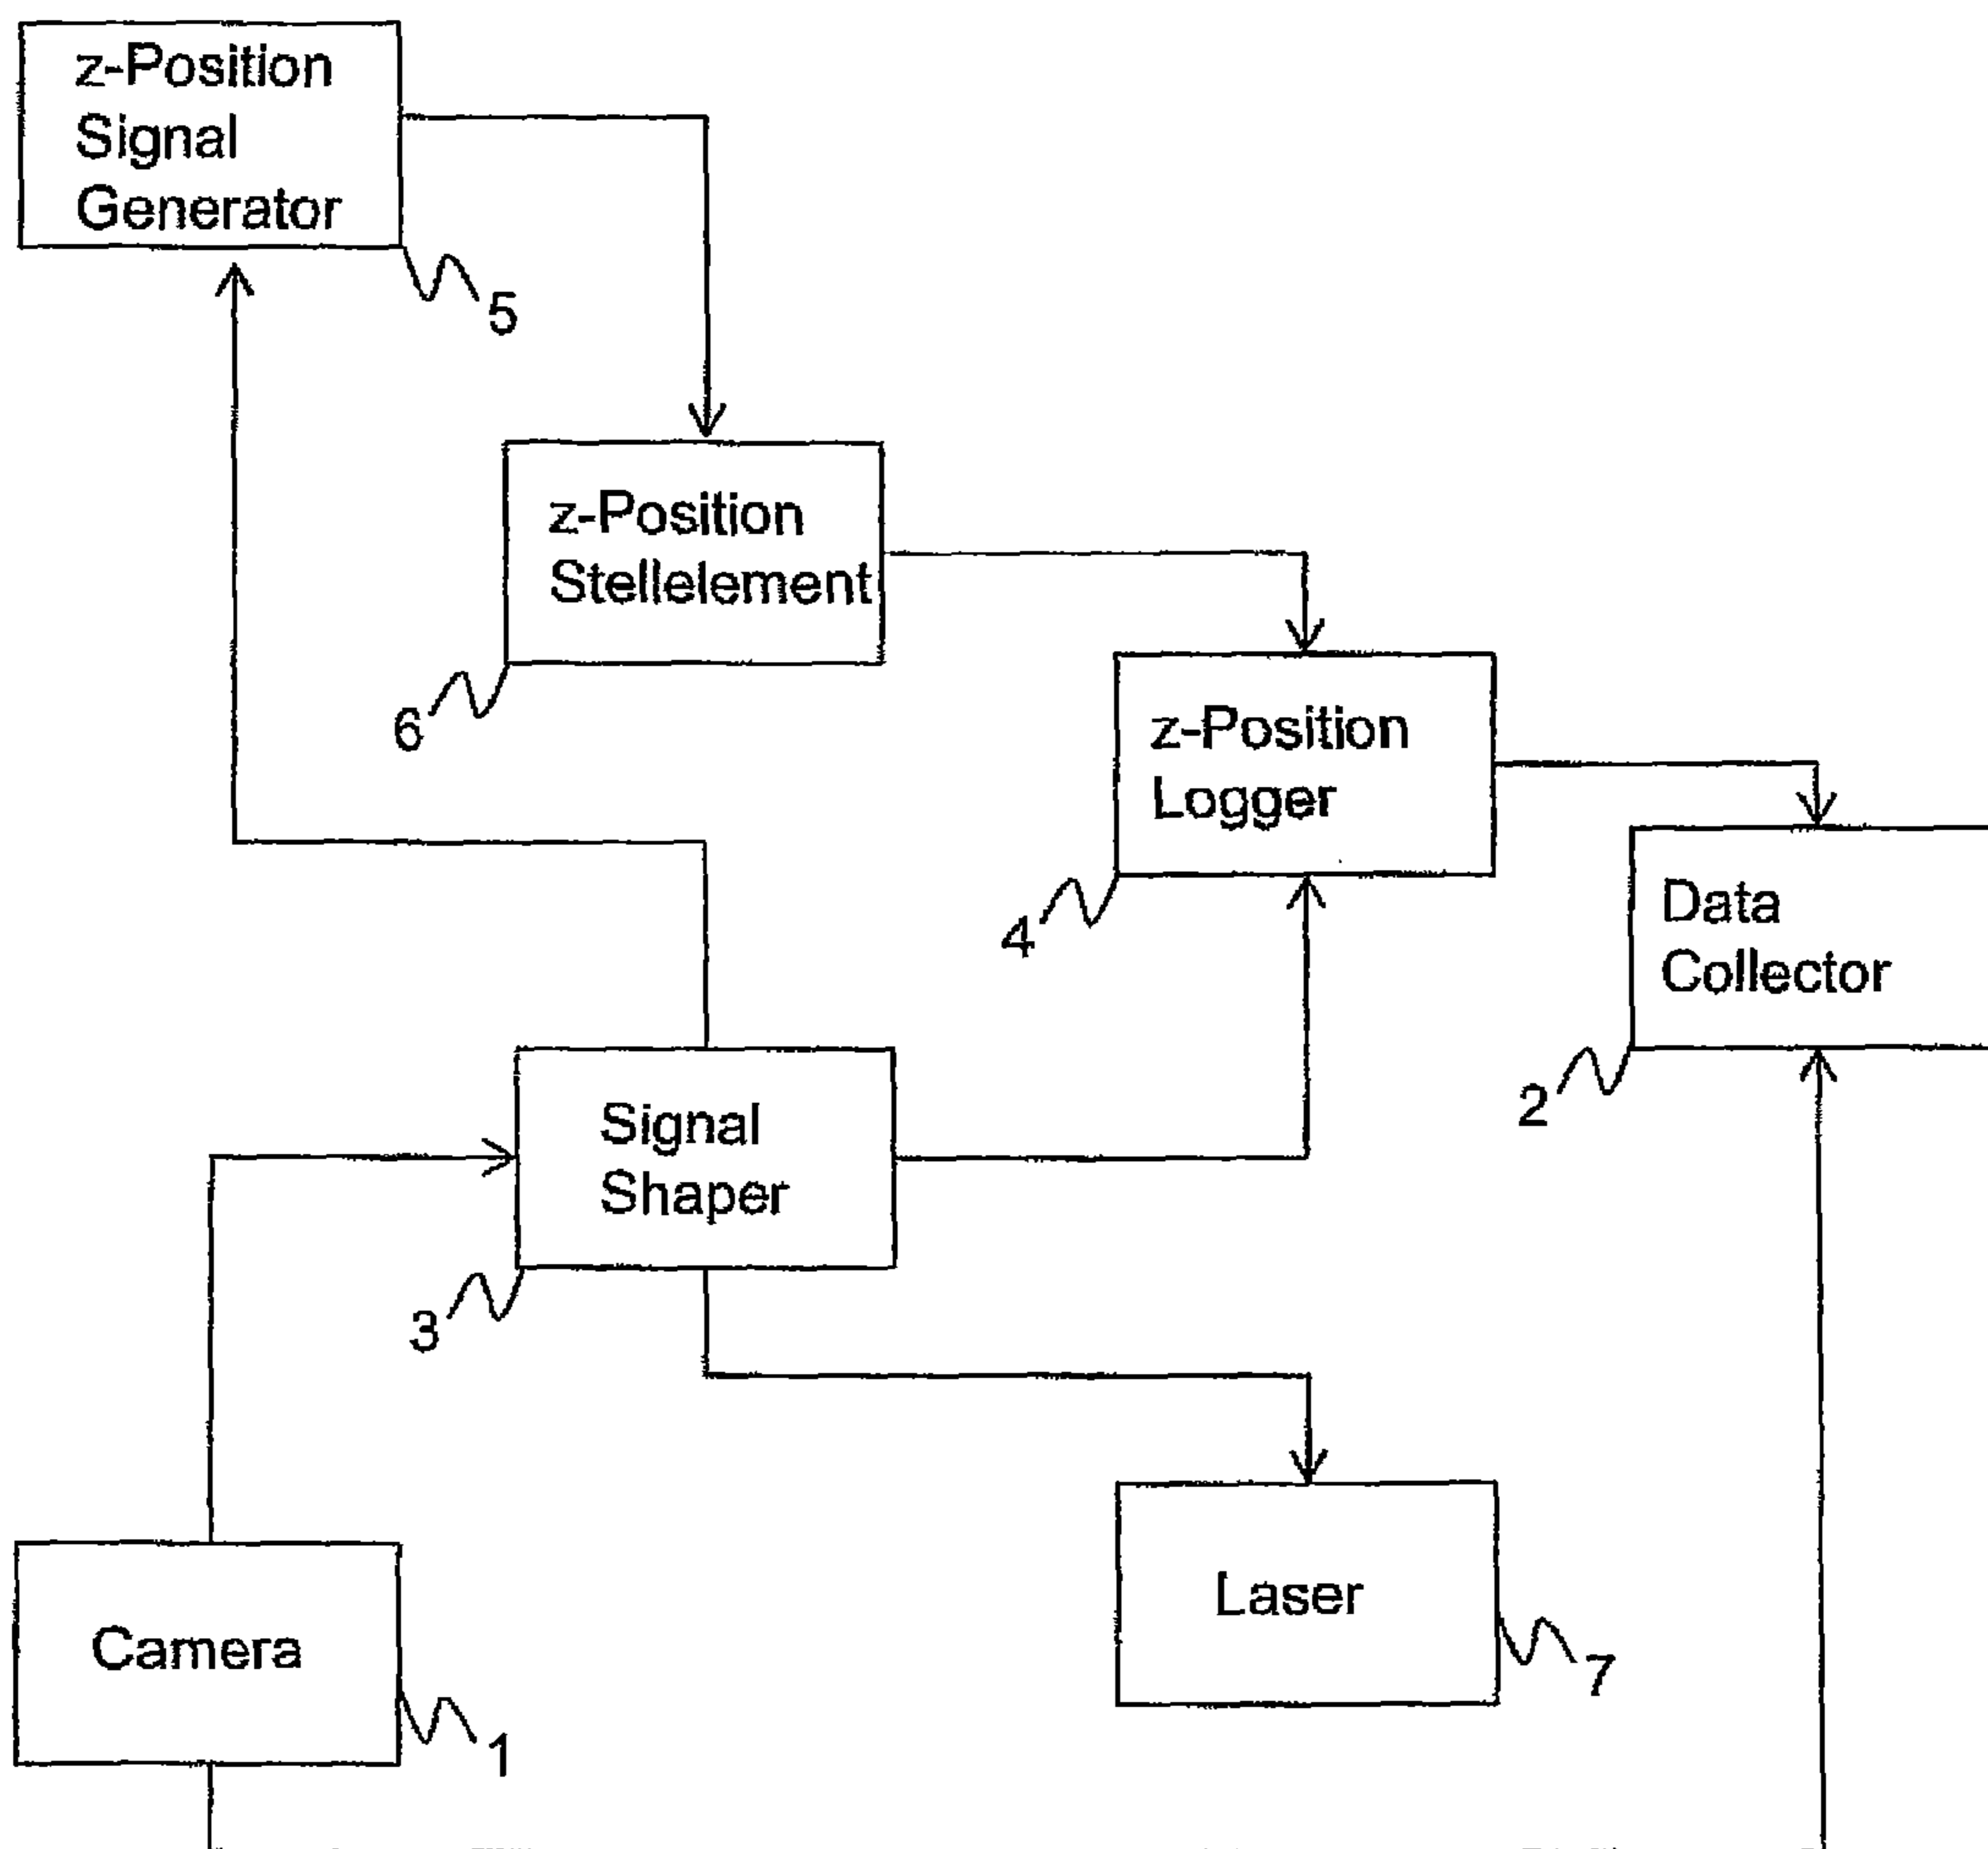 z-Position
Signal
Generator
5
z-Position
Stellelement
6
z-Position
Logger
4
Data
Collector
2
Signal
Shaper
3
Laser
7
Camera
1